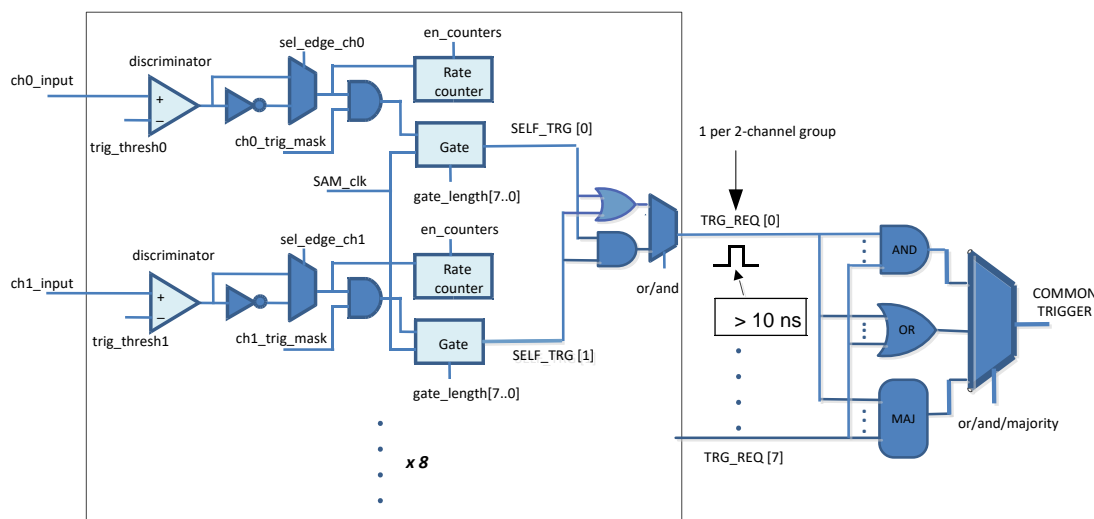 en_counters
sel_edge_ch0
discriminator
ch0_input
+
−
Rate
counter
trig_thresh0
ch0_trig_mask
Gate
SELF_TRG [0]
1 per 2-channel group
SAM_clk
gate_length[7..0]
TRG_REQ [0]
en_counters
sel_edge_ch1
discriminator
ch1_input
+
−
Rate
counter
or/and
> 10 ns
AND
OR
COMMON
TRIGGER
trig_thresh1
ch1_trig_mask
Gate
SELF_TRG [1]
gate_length[7..0]
MAJ
or/and/majority
x 8
TRG_REQ [7]